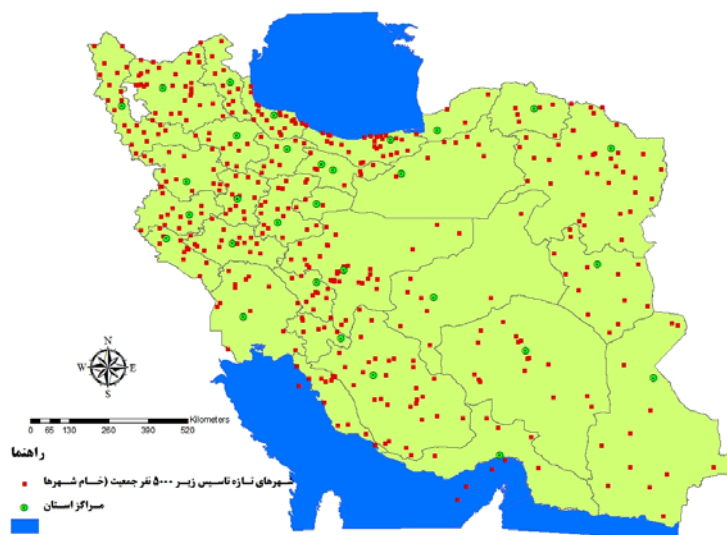 N
W E
S
Kilometers
0 65 130 260 390 520
راهنما
شهرهای تازه تاسیس زیر ۵۰۰۰ نفر جمعیت (خام شهرها
مراکز استان